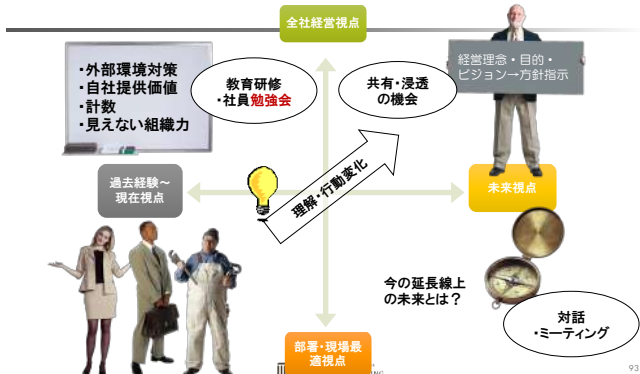 全社経営視点
・外部環境対策
・自社提供価値
・計数
・見えない組織力
教育研修
・社員勉強会
共有・浸透
の機会
経営理念・目的・
ビジョン→方針指示
過去経験~
現在視点
理解・行動変化
未来視点
今の延長線上
の未来とは?
対話
・ミーティング
部署・現場最
適視点
93